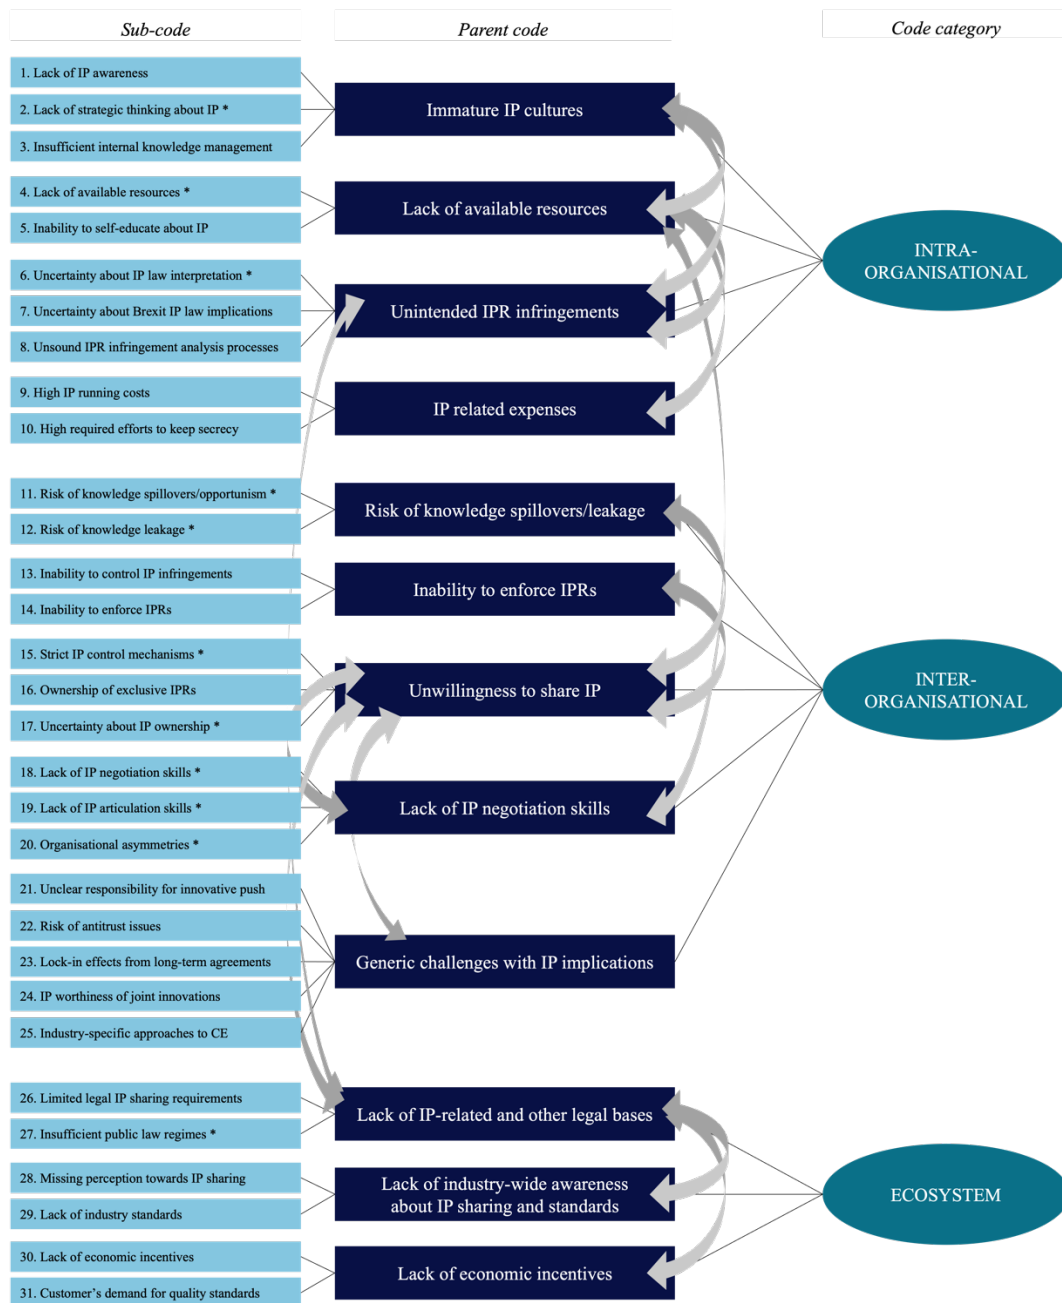 Sub-code
Parent code
Code category
1. Lack of IP awareness
2. Lack of strategic thinking about IP *
3. Insufficient internal knowledge management
4. Lack of available resources *
5. Inability to self-educate about IP
6. Uncertainty about IP law interpretation *
7. Uncertainty about Brexit IP law implications
8. Unsound IPR infringement analysis processes
9. High IP running costs
10. High required efforts to keep secrecy
11. Risk of knowledge spillovers/opportunism *
12. Risk of knowledge leakage *
13. Inability to control IP infringements
14. Inability to enforce IPRs
15. Strict IP control mechanisms *
16. Ownership of exclusive IPRs
17. Uncertainty about IP ownership *
18. Lack of IP negotiation skills *
19. Lack of IP articulation skills *
20. Organisational asymmetries *
21. Unclear responsibility for innovative push
22. Risk of antitrust issues
23. Lock-in effects from long-term agreements
24. IP worthiness of joint innovations
25. Industry-specific approaches to CE
26. Limited legal IP sharing requirements
27. Insufficient public law regimes *
28. Missing perception towards IP sharing
29. Lack of industry standards
30. Lack of economic incentives
31. Customer's demand for quality standards
Immature IP cultures
Lack of available resources
Unintended IPR infringements
IP related expenses
Risk of knowledge spillovers/leakage
Inability to enforce IPRs
Unwillingness to share IP
Lack of IP negotiation skills
Generic challenges with IP implications
Lack of IP-related and other legal bases
Lack of industry-wide awareness
about IP sharing and standards
Lack of economic incentives
INTRA-
ORGANISATIONAL
INTER-
ORGANISATIONAL
ECOSYSTEM